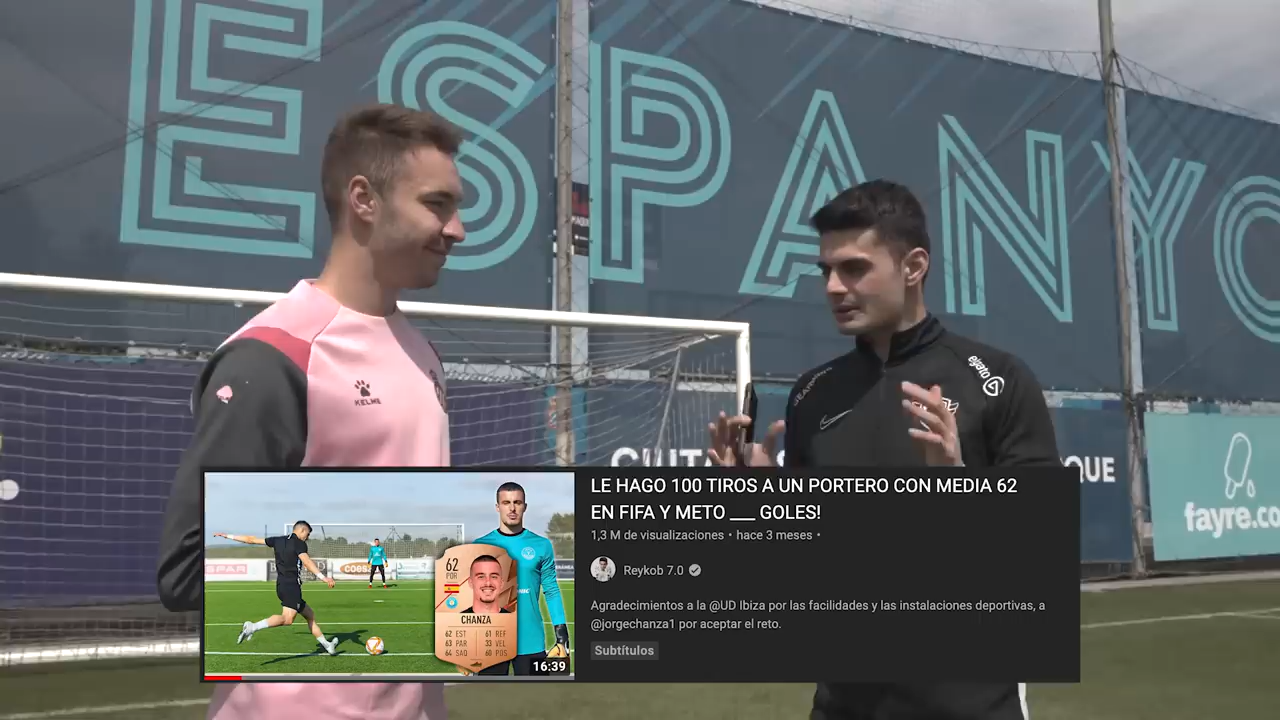 ESPANYO
KELME
elgato
CIUTA
QUE
fayre.co
LE HAGO 100 TIROS A UN PORTERO CON MEDIA 62
EN FIFA Y METO ___ GOLES!
1,3 M de visualizaciones • hace 3 meses •
Reykob 7.0
Agradecimientos a la @UD Ibiza por las facilidades y las instalaciones deportivas, a
@jorgechanza1 por aceptar el reto.
Subtítulos
62
POR
CHANZA
62 EST 61 REF
63 PAR 33 VEL
64 SAQ 60 POS
16:39